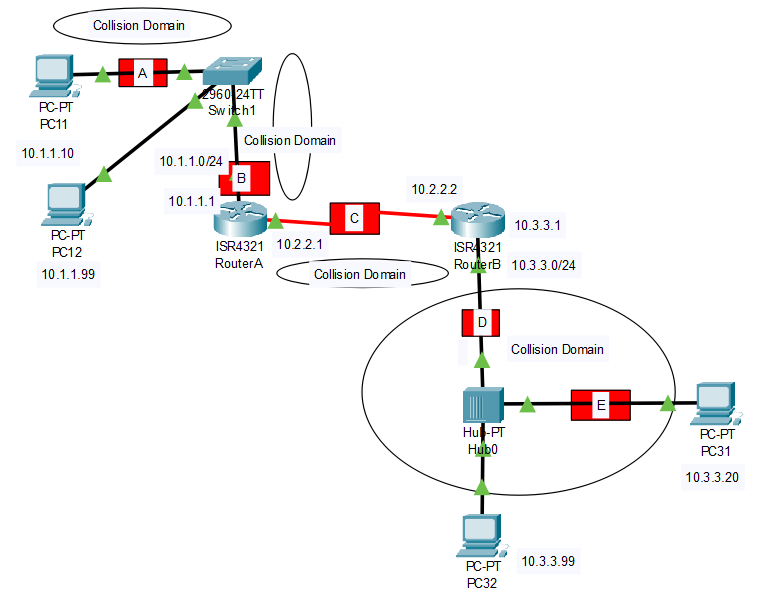 Collision Domain
A
2960-24TT
Switch1
PC-PT
PC11
10.1.1.10
Collision Domain
10.1.1.0/24
B
10.1.1.1
PC-PT
PC12
10.1.1.99
ISR4321
RouterA
10.2.2.1
C
10.2.2.2
ISR4321
RouterB
10.3.3.1
10.3.3.0/24
Collision Domain
D
Collision Domain
Hub-PT
Hub0
E
PC-PT
PC31
10.3.3.20
PC-PT
PC32
10.3.3.99